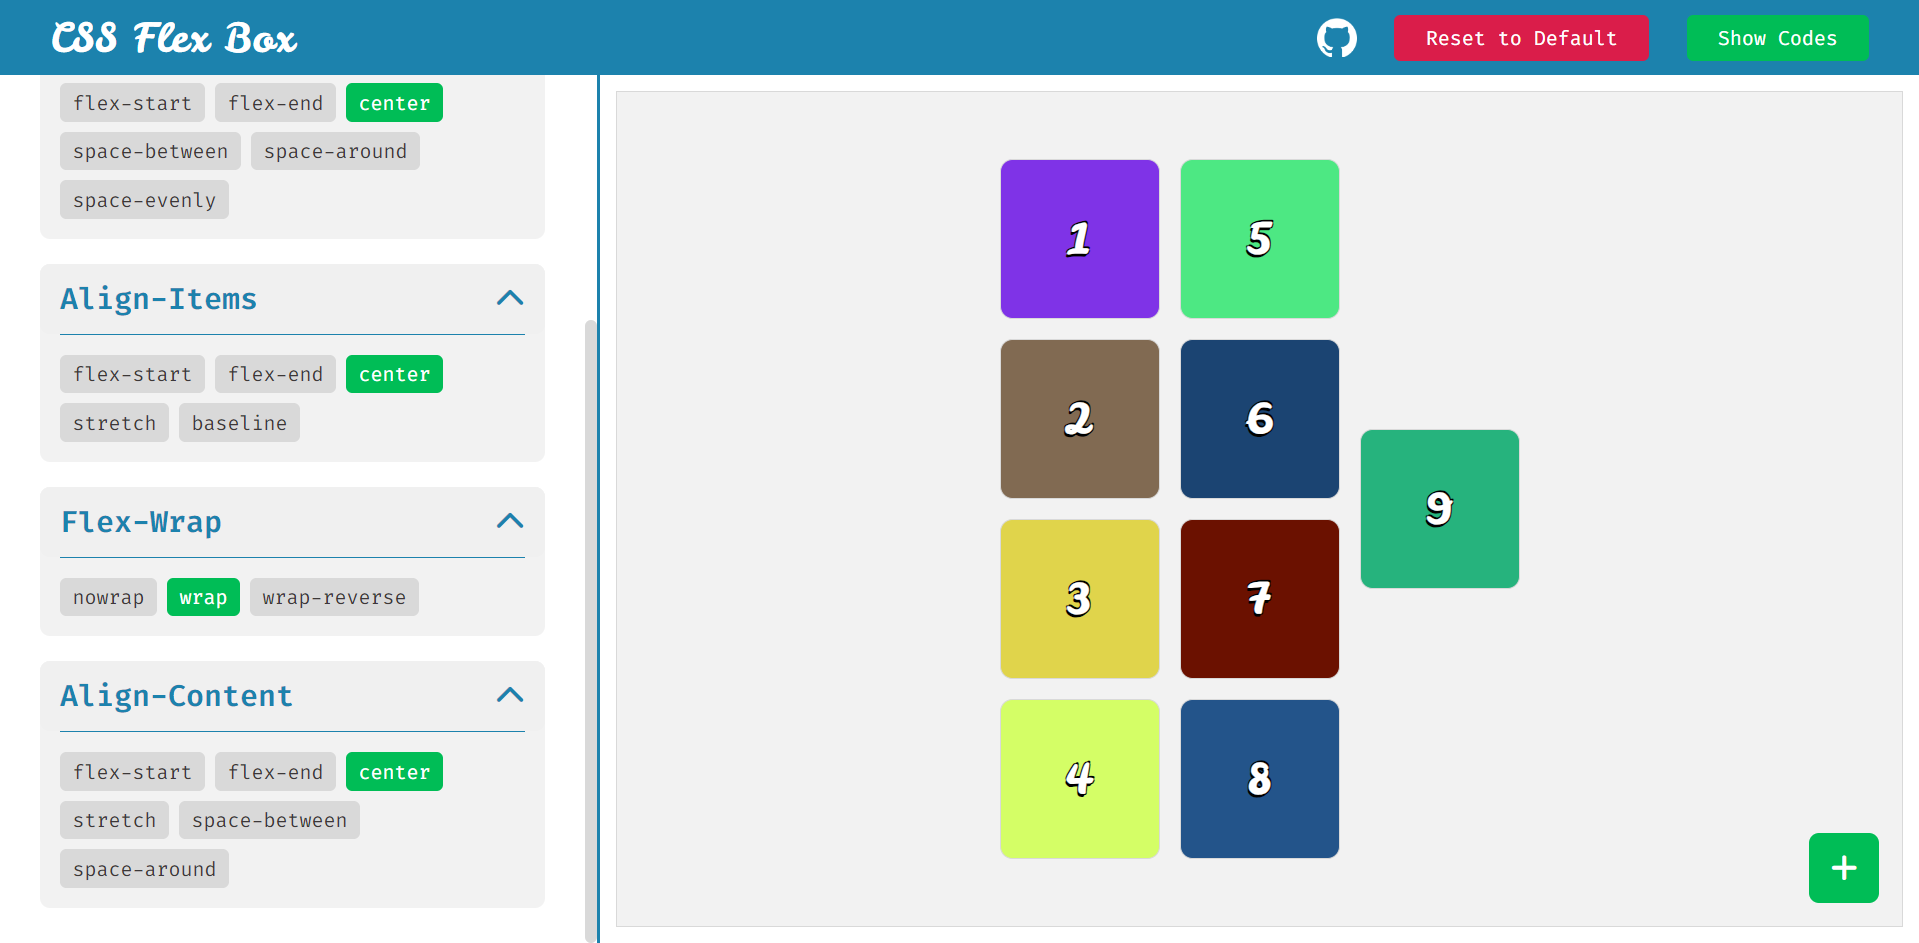 CSS Flex Box
Reset to Default
Show Codes
flex-start flex-end center
space-between space-around
space-evenly
Align-Items
flex-start flex-end center
stretch baseline
Flex-Wrap
nowrap wrap wrap-reverse
Align-Content
flex-start flex-end center
stretch space-between
space-around
1 5
2 6
9
3 7
4 8
+